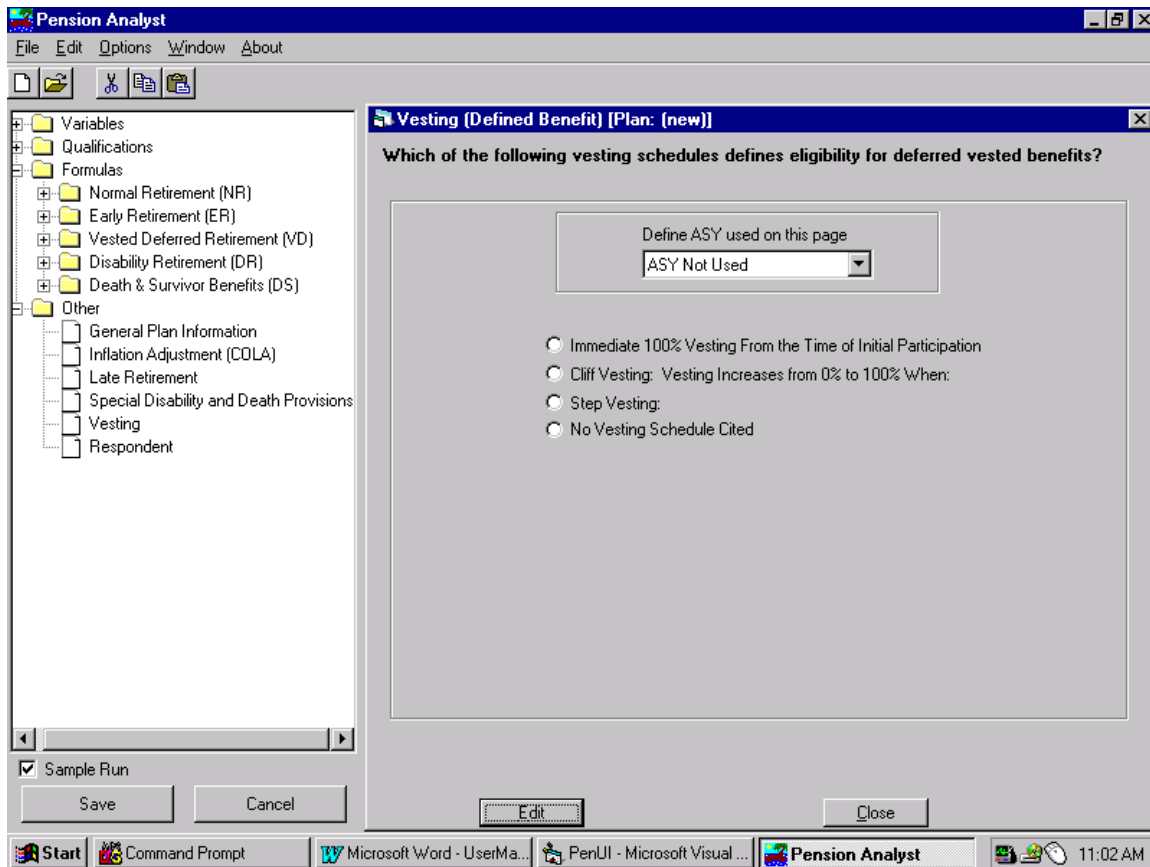 Pension Analyst
File Edit Options Window About
Variables
Qualifications
Formulas
Normal Retirement (NR)
Early Retirement (ER)
Vested Deferred Retirement (VD)
Disability Retirement (DR)
Death & Survivor Benefits (DS)
Other
General Plan Information
Inflation Adjustment (COLA)
Late Retirement
Special Disability and Death Provisions
Vesting
Respondent
Sample Run
Save Cancel
Vesting (Defined Benefit) [Plan: (new)]
Which of the following vesting schedules defines eligibility for deferred vested benefits?
Define ASY used on this page
ASY Not Used
Immediate 100% Vesting From the Time of Initial Participation
Cliff Vesting: Vesting Increases from 0% to 100% When:
Step Vesting:
No Vesting Schedule Cited
Edit Close
Start Command Prompt Microsoft Word - UserMa... PenUI - Microsoft Visual ... Pension Analyst 11:02 AM